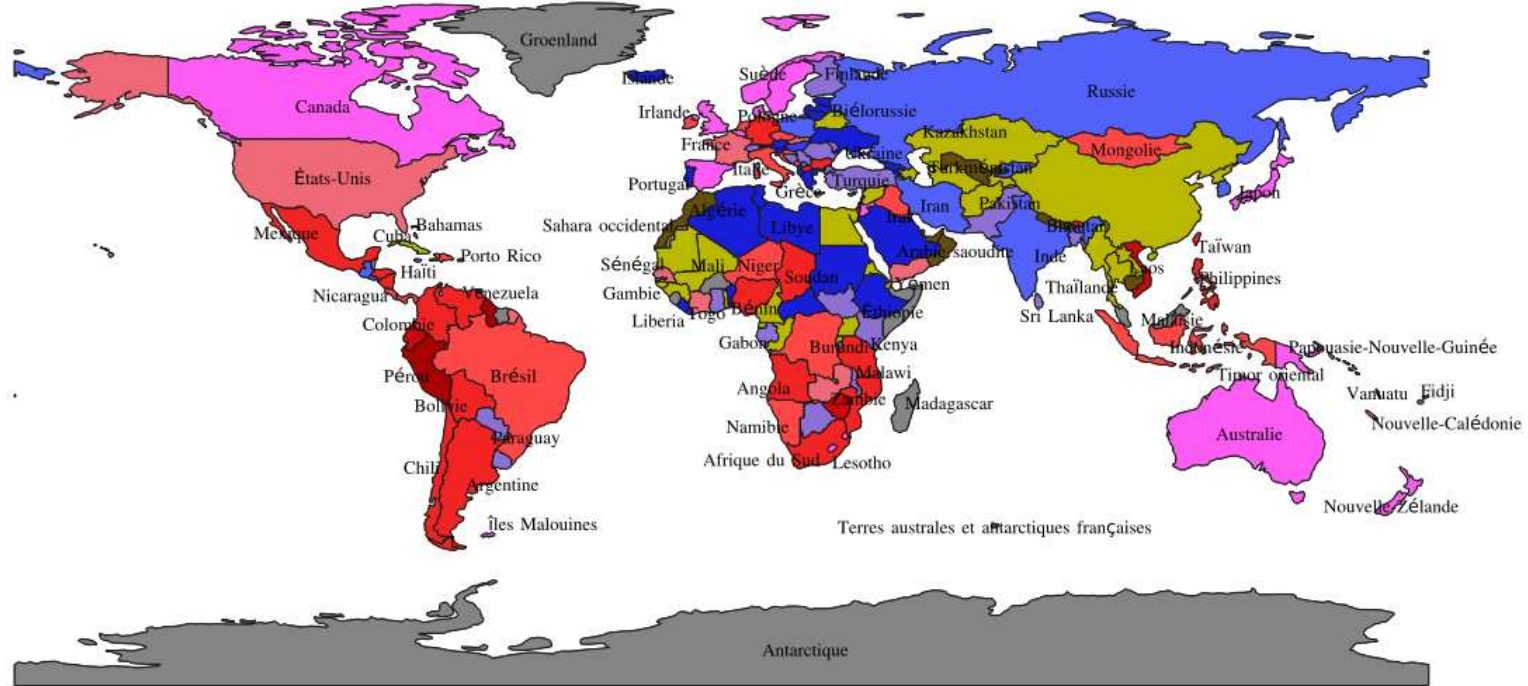 Groenland
Islande
Suède
Finlande
Russie
Canada
Irlande
Pologne
Biélorussie
Kazakhstan
France
Mongolie
Ukraine
États-Unis
Italie
Turkménistan
Portugal
Grèce
Turquie
Japon
Iran
Pakistan
Bahamas
Sahara occidental
Algérie
Libye
Irak
Bhutan
Mexique
Cuba
Porto Rico
Arabie saoudite
Inde
Laos
Taïwan
Haïti
Sénégal
Mali
Niger
Soudan
Yémen
Philippines
Nicaragua
Venezuela
Gambie
Thaïlande
Colombie
Liberia
Togo
Bénin
Éthiopie
Sri Lanka
Malaisie
Gabon
Burundi
Kenya
Indonésie
Papouasie-Nouvelle-Guinée
Pérou
Brésil
Malawi
Timor oriental
Angola
Zambie
Madagascar
Vanuatu
Fidji
Bolivie
Namibie
Nouvelle-Calédonie
Paraguay
Australie
Chili
Afrique du Sud
Lesotho
Argentine
Nouvelle-Zélande
Îles Malouines
Terres australes et antarctiques françaises
Antarctique